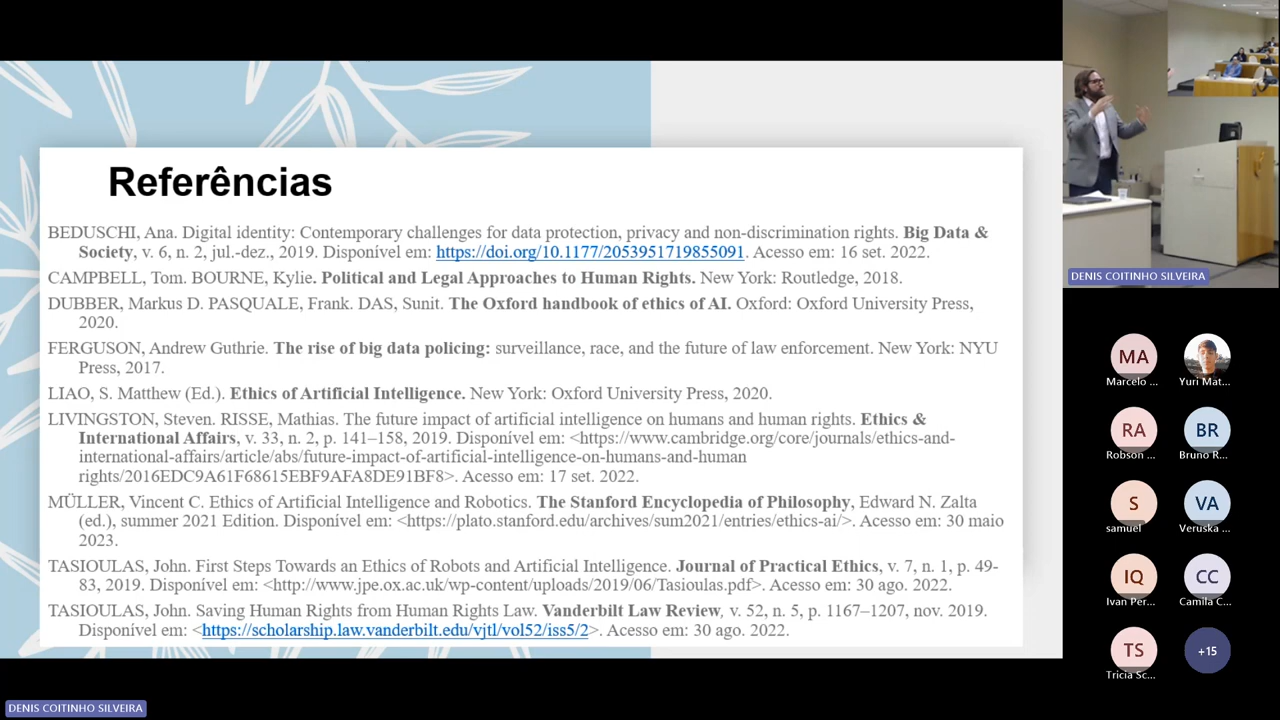 Referências
BEDUSCHI, Ana. Digital identity: Contemporary challenges for data protection, privacy and non-discrimination rights. Big Data &
Society, v. 6, n. 2, jul.-dez., 2019. Disponível em: https://doi.org/10.1177/2053951719855091. Acesso em: 16 set. 2022.
CAMPBELL, Tom. BOURNE, Kylie. Political and Legal Approaches to Human Rights. New York: Routledge, 2018.
DUBBER, Markus D. PASQUALE, Frank. DAS, Sunit. The Oxford handbook of ethics of AI. Oxford: Oxford University Press,
2020.
FERGUSON, Andrew Guthrie. The rise of big data policing: surveillance, race, and the future of law enforcement. New York: NYU
Press, 2017.
LIAO, S. Matthew (Ed.). Ethics of Artificial Intelligence. New York: Oxford University Press, 2020.
LIVINGSTON, Steven. RISSE, Mathias. The future impact of artificial intelligence on humans and human rights. Ethics &
International Affairs, v. 33, n. 2, p. 141–158, 2019. Disponível em: <https://www.cambridge.org/core/journals/ethics-and-
international-affairs/article/abs/future-impact-of-artificial-intelligence-on-humans-and-human
rights/2016EDC9A61F68615EBF9AFA8DE91BF8>. Acesso em: 17 set. 2022.
MÜLLER, Vincent C. Ethics of Artificial Intelligence and Robotics. The Stanford Encyclopedia of Philosophy, Edward N. Zalta
(ed.), summer 2021 Edition. Disponível em: <https://plato.stanford.edu/archives/sum2021/entries/ethics-ai/>. Acesso em: 30 maio
2023.
TASIOULAS, John. First Steps Towards an Ethics of Robots and Artificial Intelligence. Journal of Practical Ethics, v. 7, n. 1, p. 49-
83, 2019. Disponível em: <http://www.jpe.ox.ac.uk/wp-content/uploads/2019/06/Tasioulas.pdf>. Acesso em: 30 ago. 2022.
TASIOULAS, John. Saving Human Rights from Human Rights Law. Vanderbilt Law Review, v. 52, n. 5, p. 1167–1207, nov. 2019.
Disponível em: <https://scholarship.law.vanderbilt.edu/vjtl/vol52/iss5/2>. Acesso em: 30 ago. 2022.
DENIS COITINHO SILVEIRA
DENIS COITINHO SILVEIRA
MA
Marcelo ...
Yuri Mat...
RA
Robson ...
BR
Bruno R...
S
samuel
VA
Veruska ...
IQ
Ivan Per...
CC
Camila C...
TS
Tricia Sc...
+15